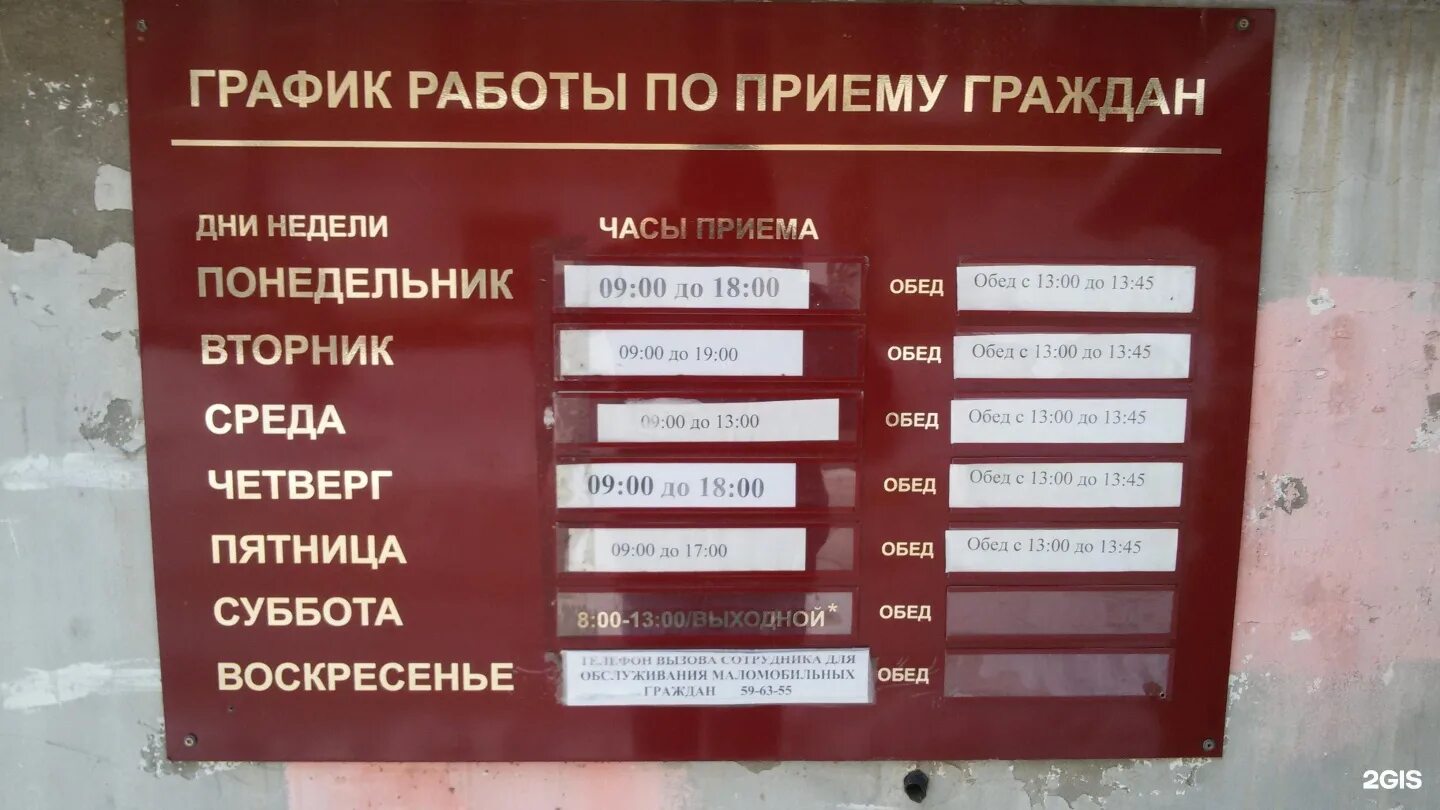 ГРАФИК РАБОТЫ ПО ПРИЕМУ ГРАЖДАН
ДНИ НЕДЕЛИ ЧАСЫ ПРИЕМА
ПОНЕДЕЛЬНИК 09:00 до 18:00 ОБЕД Обед с 13:00 до 13:45
ВТОРНИК 09:00 до 19:00 ОБЕД Обед с 13:00 до 13:45
СРЕДА 09:00 до 13:00 ОБЕД Обед с 13:00 до 13:45
ЧЕТВЕРГ 09:00 до 18:00 ОБЕД Обед с 13:00 до 13:45
ПЯТНИЦА 09:00 до 17:00 ОБЕД Обед с 13:00 до 13:45
СУББОТА 8:00-13:00/ВЫХОДНОЙ* ОБЕД
ВОСКРЕСЕНЬЕ ТЕЛЕФОН ВЫЗОВА СОТРУДНИКА ДЛЯ
ОБСЛУЖИВАНИЯ МАЛОМОБИЛЬНЫХ
ГРАЖДАН 59-63-55 ОБЕД
2GIS